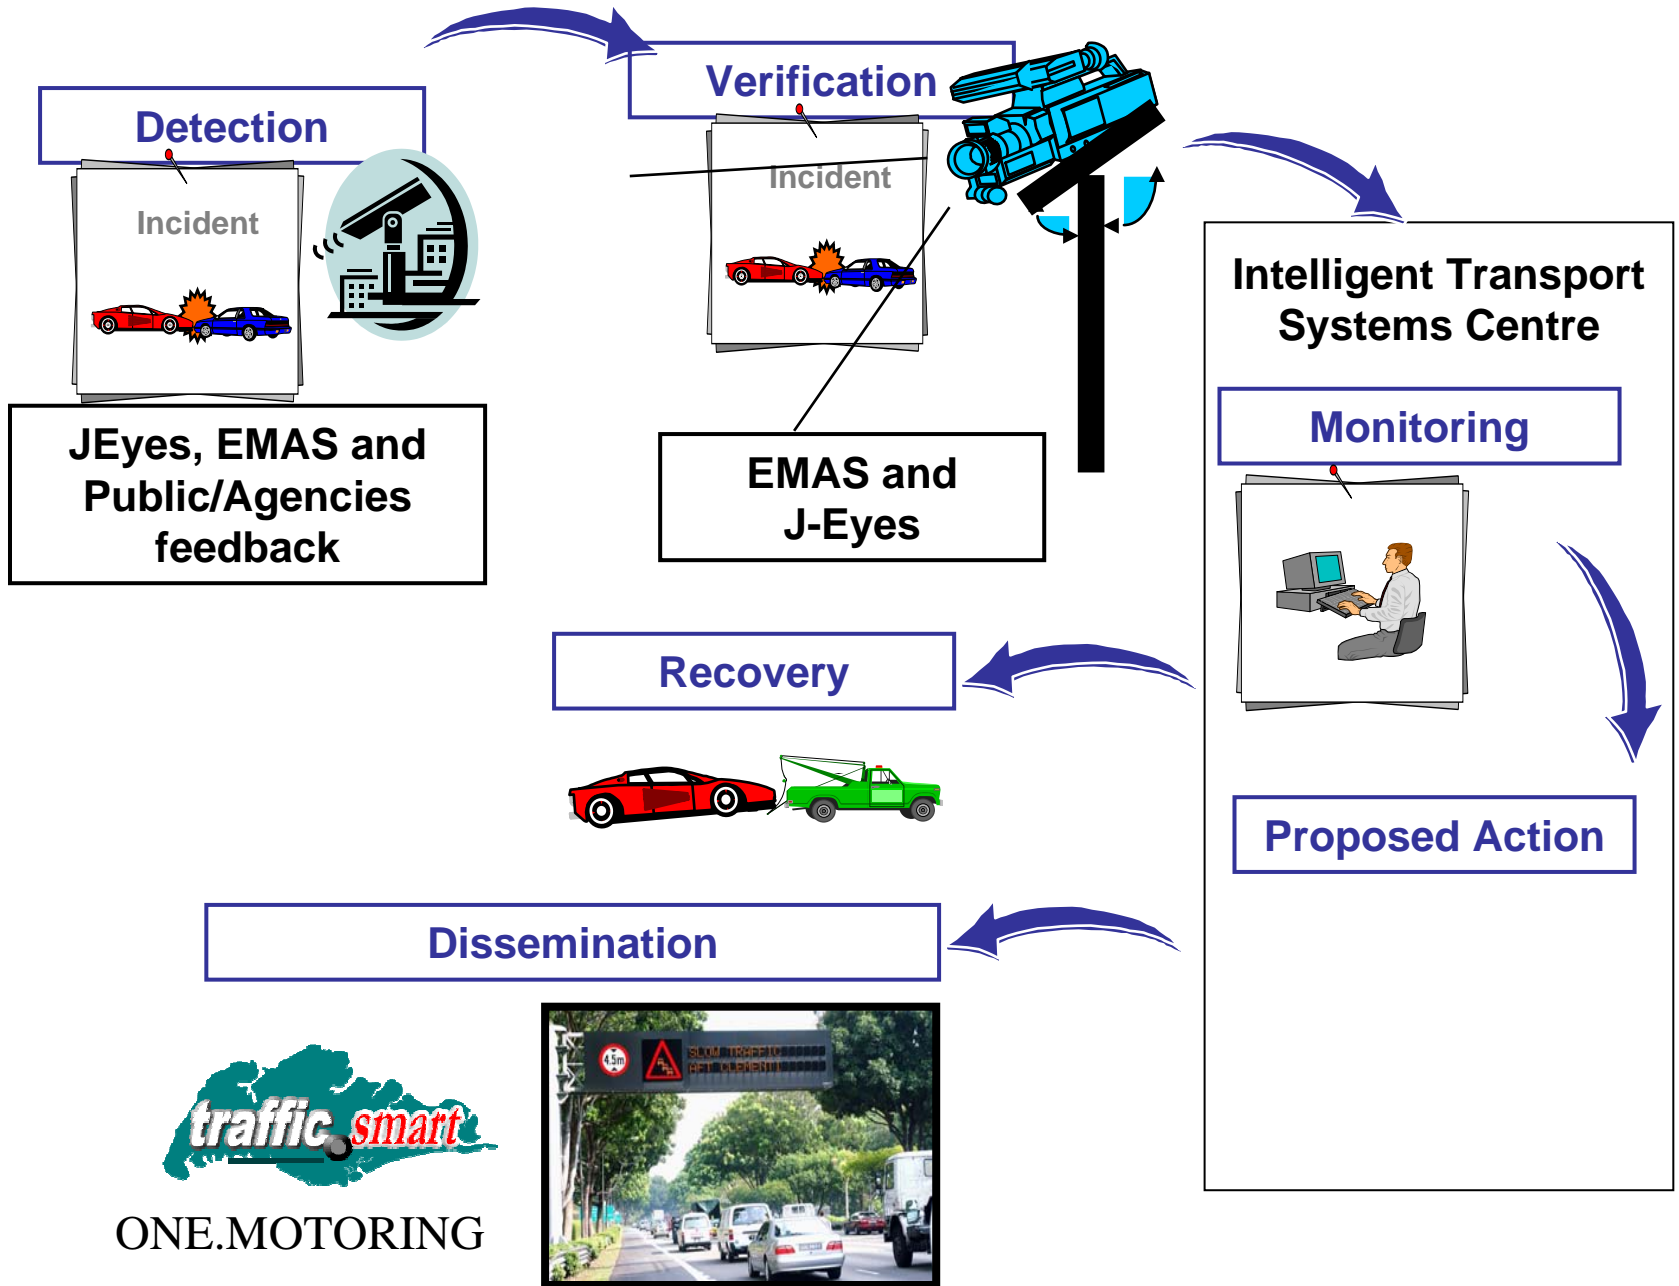 Detection
Incident
JEyes, EMAS and
Public/Agencies
feedback
Verification
Incident
EMAS and
J-Eyes
Intelligent Transport
Systems Centre
Monitoring
Proposed Action
Recovery
Dissemination
traffic.smart
ONE.MOTORING
4.5m
SLOW TRAFFIC
AFT CLEMENTI